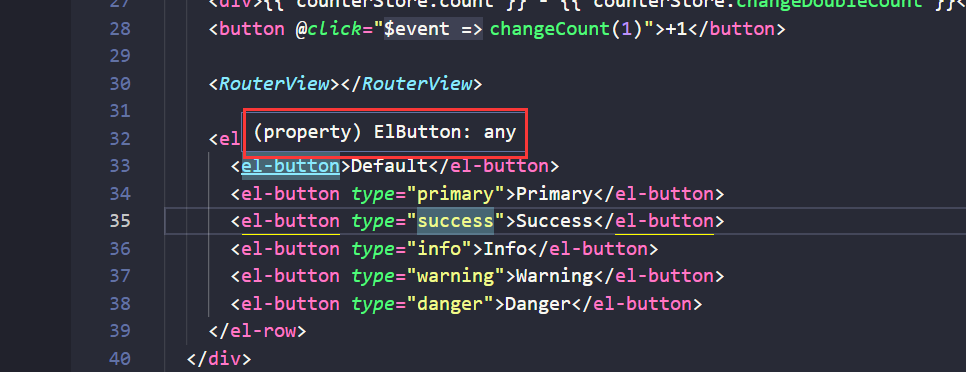 27 <div>{{ counterStore.count }} - {{ counterStore.changeDoubleCount }}<
28 <button @click="$event => changeCount(1)">+1</button>
29
30 <RouterView></RouterView>
31
(property) ElButton: any
32 <el
33 <el-button>Default</el-button>
34 <el-button type="primary">Primary</el-button>
35 <el-button type="success">Success</el-button>
36 <el-button type="info">Info</el-button>
37 <el-button type="warning">Warning</el-button>
38 <el-button type="danger">Danger</el-button>
39 </el-row>
40 </div>